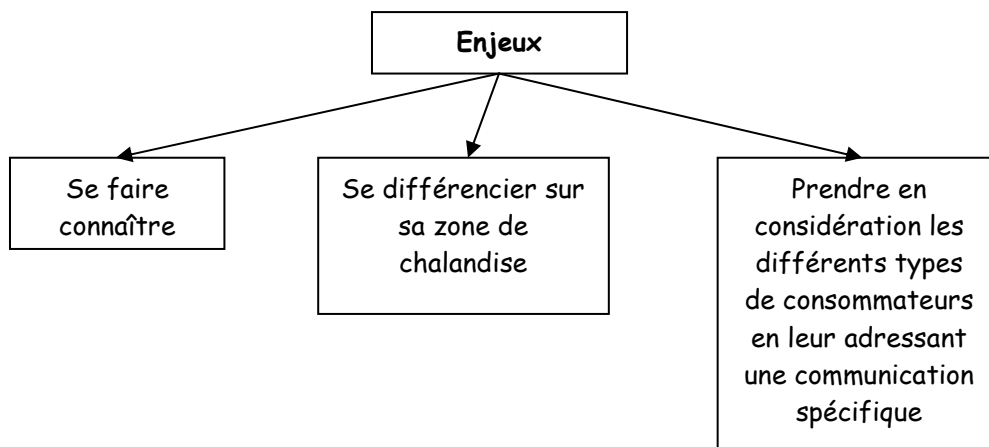 Enjeux
Se faire
connaître
Se différencier sur
sa zone de
chalandise
Prendre en
considération les
différents types
de consommateurs
en leur adressant
une communication
spécifique